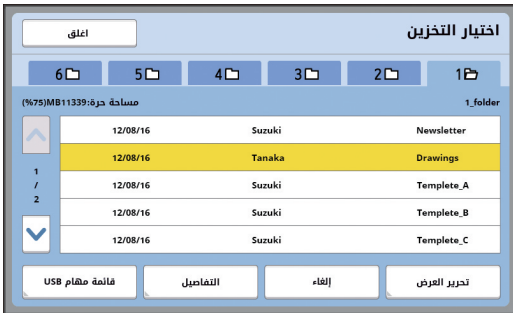 اختيار التخزين
اغلق
1 2 3 4 5 6
1_folder مساحة حرة:MB11339(%75)
Newsletter Suzuki 12/08/16
Drawings Tanaka 12/08/16
Templete_A Suzuki 12/08/16
Templete_B Suzuki 12/08/16
Templete_C Suzuki 12/08/16
1
/
2
تحرير العرض إلغاء التفاصيل قائمة مهام USB